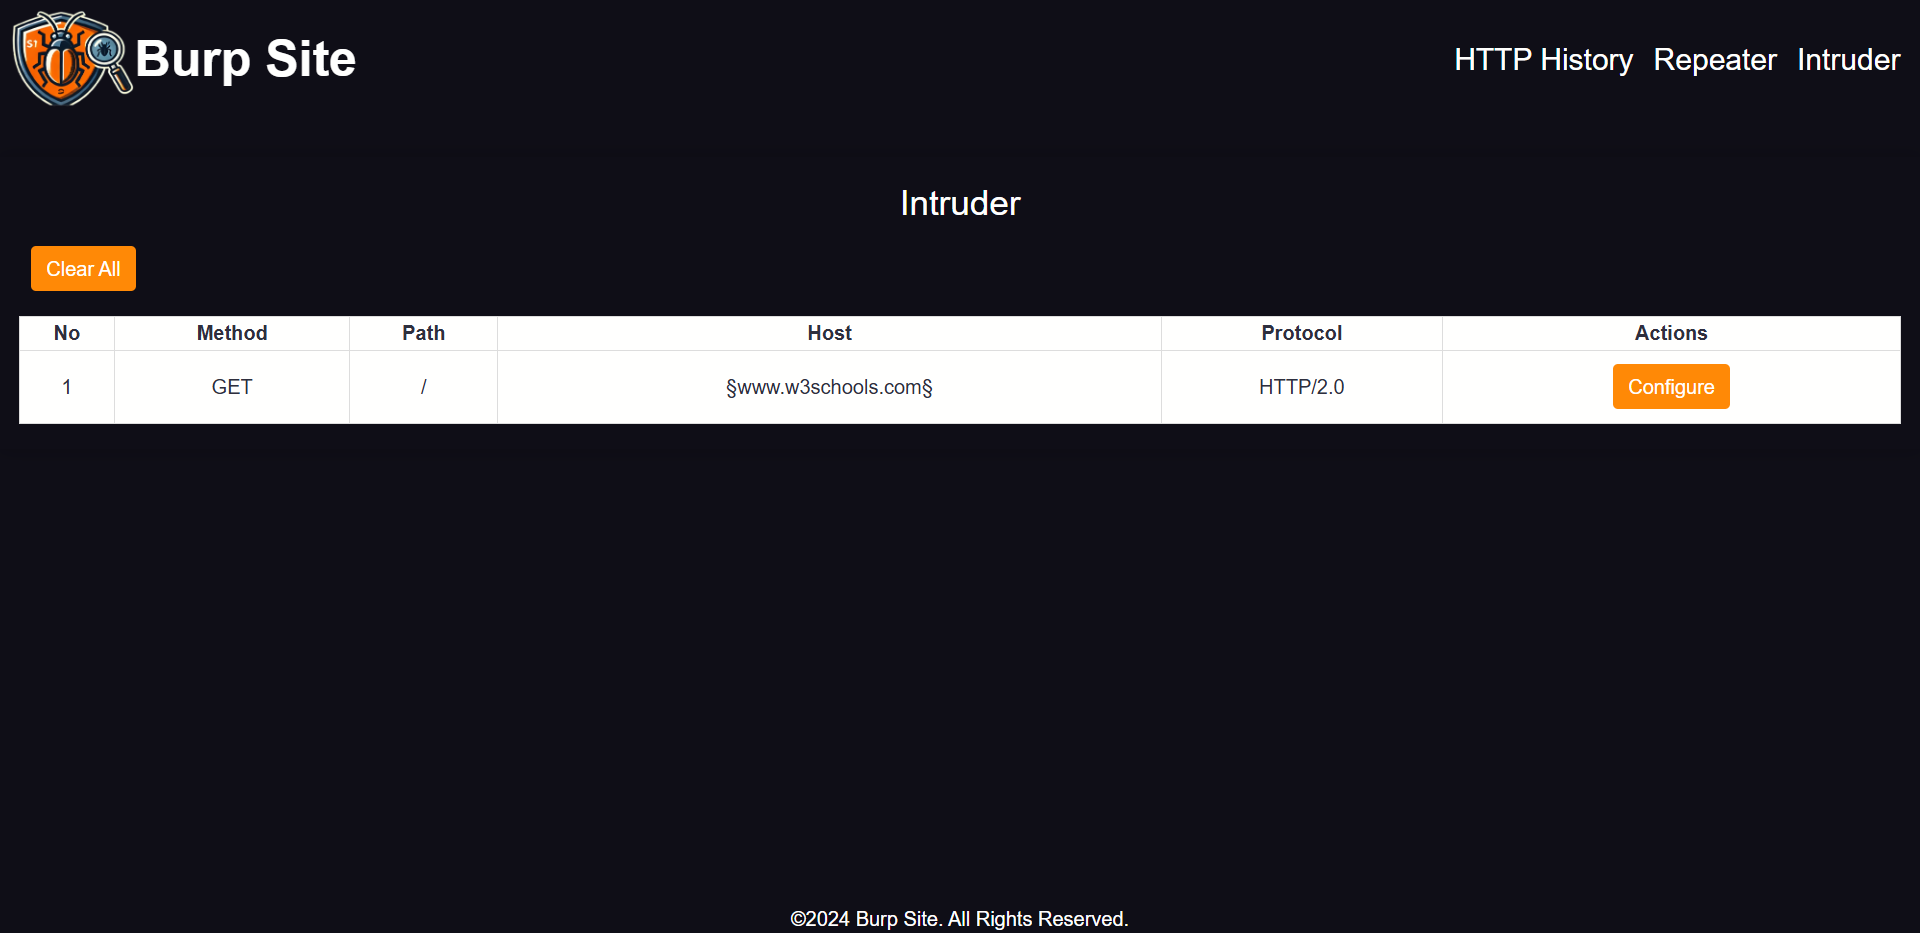 S1
Burp Site
HTTP History Repeater Intruder
Intruder
Clear All
No Method Path Host Protocol Actions
1 GET / §www.w3schools.com§ HTTP/2.0 Configure
©2024 Burp Site. All Rights Reserved.